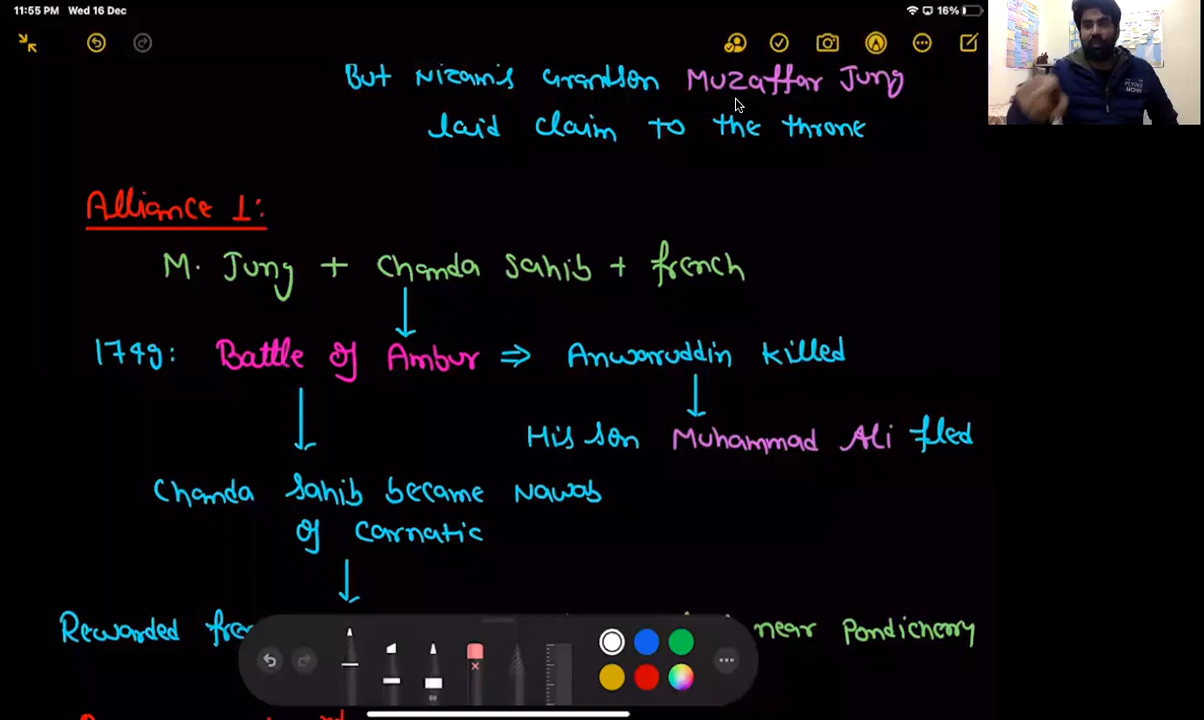 11:55 PM Wed 16 Dec
16%
But Nizam's Grandson Muzaffar Jung
laid claim to the throne
Alliance 1:
M. Jung + Chanda Sahib + french
1749: Battle of Ambur ⇒ Anwaruddin killed
His son Muhammad Ali fled
Chanda Sahib became Nawab
of Carnatic
Rewarded near Pondicherry
FLYING